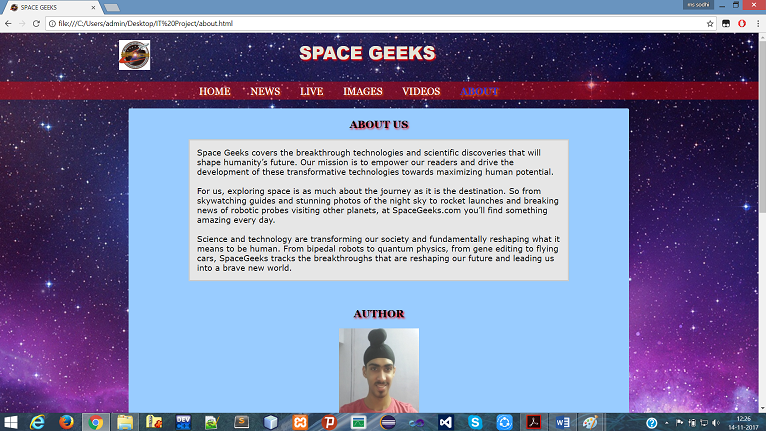 SPACE GEEKS
ms sodhi
file:///C:/Users/admin/Desktop/IT%20Project/about.html
SPACE GEEKS
HOME NEWS LIVE IMAGES VIDEOS ABOUT
ABOUT US
Space Geeks covers the breakthrough technologies and scientific discoveries that will
shape humanity's future. Our mission is to empower our readers and drive the
development of these transformative technologies towards maximizing human potential.
For us, exploring space is as much about the journey as it is the destination. So from
skywatching guides and stunning photos of the night sky to rocket launches and breaking
news of robotic probes visiting other planets, at SpaceGeeks.com you'll find something
amazing every day.
Science and technology are transforming our society and fundamentally reshaping what it
means to be human. From bipedal robots to quantum physics, from gene editing to flying
cars, SpaceGeeks tracks the breakthroughs that are reshaping our future and leading us
into a brave new world.
AUTHOR
DEV
12:26
14-11-2017